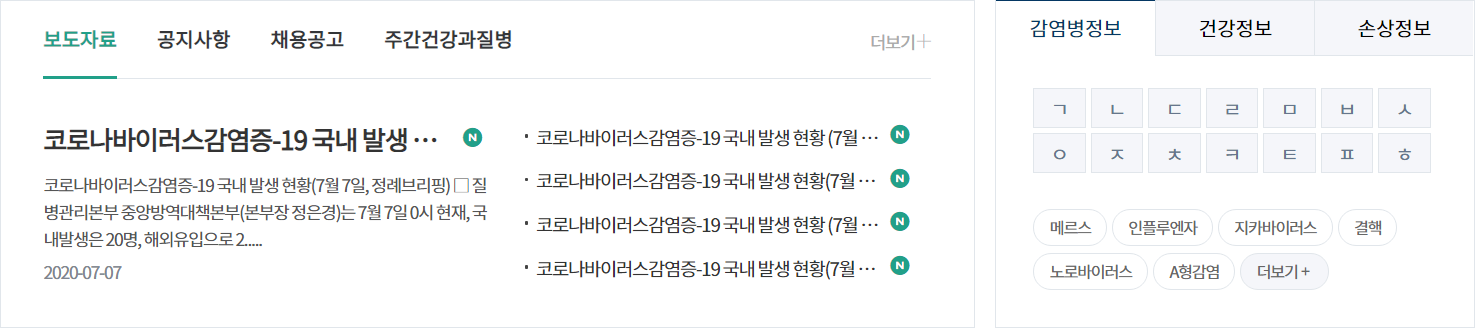 보도자료 공지사항 채용공고 주간건강과질병 더보기+
코로나바이러스감염증-19 국내 발생 … N
코로나바이러스감염증-19 국내 발생 현황(7월 7일, 정례브리핑) □ 질
병관리본부 중앙방역대책본부(본부장 정은경)는 7월 7일 0시 현재, 국
내발생은 20명, 해외유입으로 2.....
2020-07-07
· 코로나바이러스감염증-19 국내 발생 현황 (7월 … N
· 코로나바이러스감염증-19 국내 발생 현황(7월 … N
· 코로나바이러스감염증-19 국내 발생 현황 (7월 … N
· 코로나바이러스감염증-19 국내 발생 현황(7월 … N
감염병정보 건강정보 손상정보
ㄱ ㄴ ㄷ ㄹ ㅁ ㅂ ㅅ
ㅇ ㅈ ㅊ ㅋ ㅌ ㅍ ㅎ
메르스 인플루엔자 지카바이러스 결핵
노로바이러스 A형감염 더보기 +